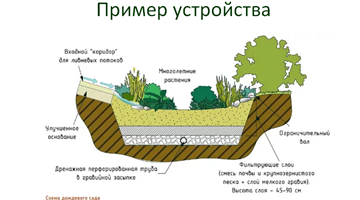 Пример устройства
Входной "коридор"
для ливневых потоков
Многолетние
растения
Улучшенное
основание
Ограничительный
вал
Дренажная перфорированная труба
в гравийной засыпке
Фильтрующие слои
(смесь почвы и крупнозернистого
песка + слой мелкого гравия).
Высота слоя - 45-90 см
Схема дождевого сада